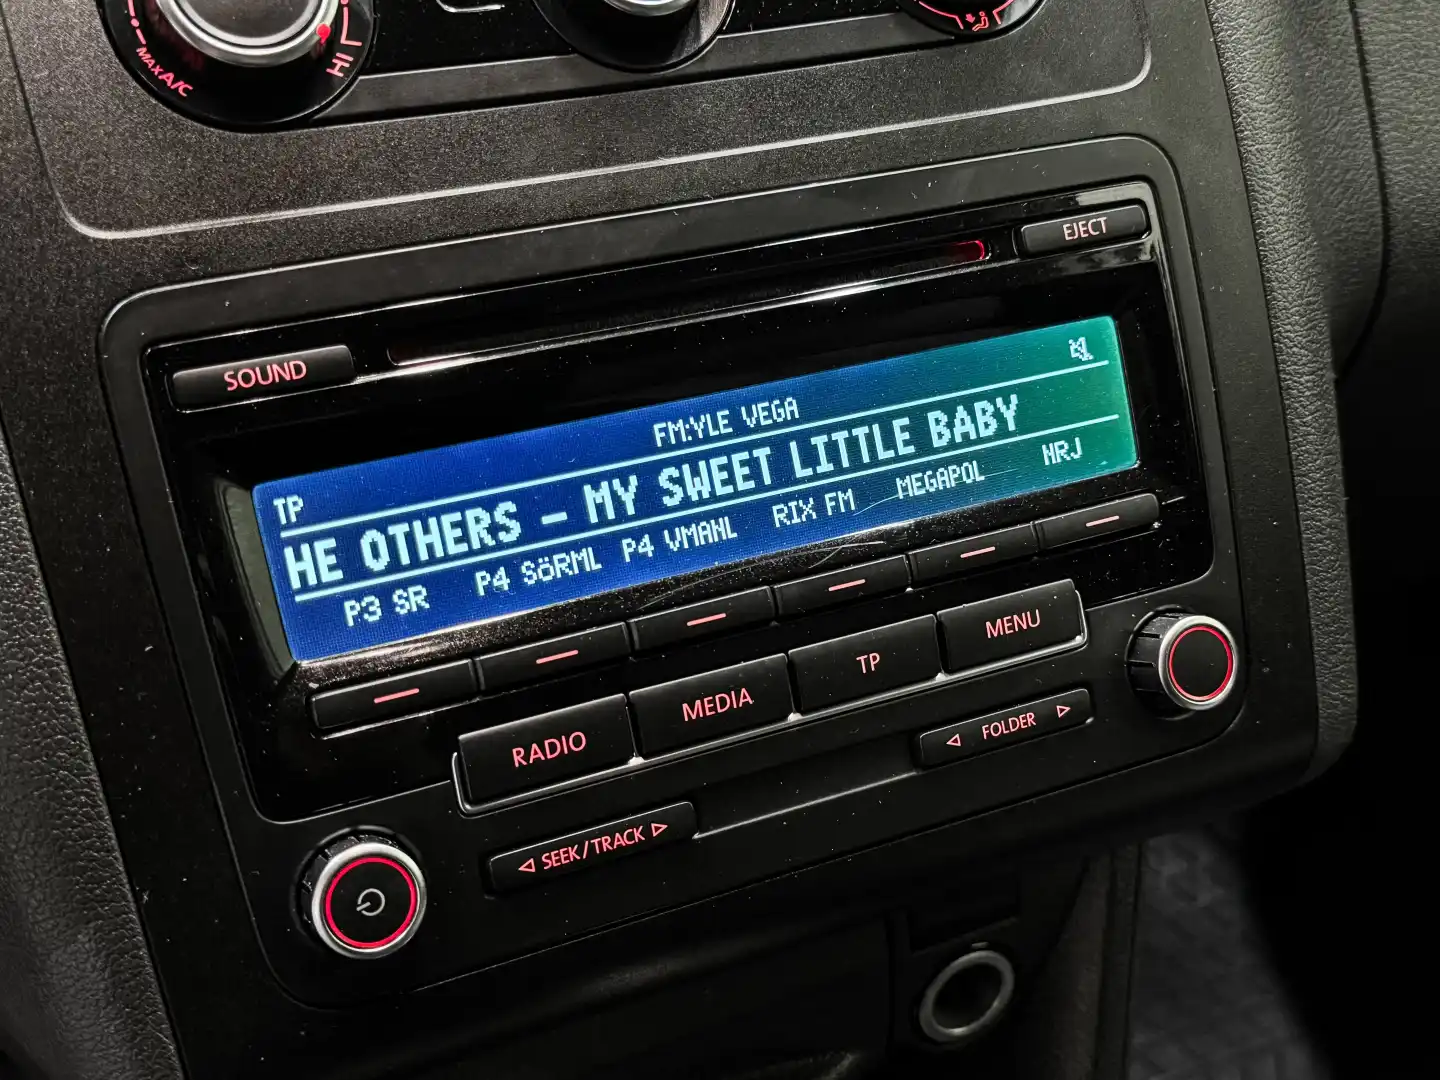 MAX A/C
HI
EJECT
SOUND
FM:YLE VEGA
TP
HE OTHERS - MY SWEET LITTLE BABY
P3 SR P4 SÖRML P4 VMANL RIX FM MEGAPOL NRJ
RADIO MEDIA TP MENU
◁ FOLDER ▷
◁ SEEK/TRACK ▷